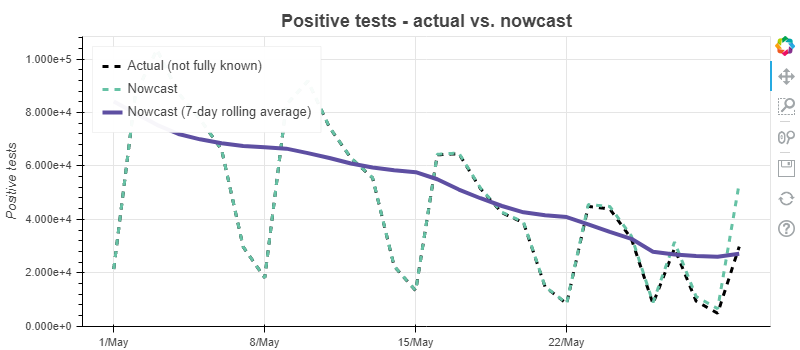 Positive tests - actual vs. nowcast
Actual (not fully known)
Nowcast
Nowcast (7-day rolling average)
Positive tests
1.000e+5
8.000e+4
6.000e+4
4.000e+4
2.000e+4
0.000e+0
1/May
8/May
15/May
22/May